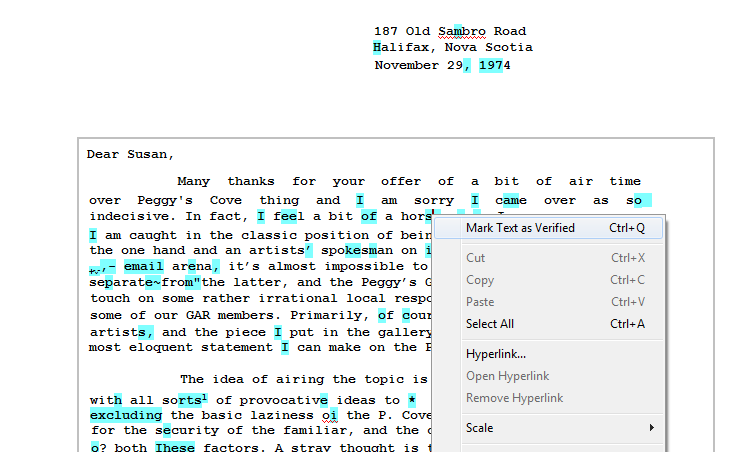 187 Old Sambro Road
Halifax, Nova Scotia
November 29, 1974
Dear Susan,
Many thanks for your offer of a bit of air time
over Peggy's Cove thing and I am sorry I came over as so
indecisive. In fact, I feel a bit of a hors
I am caught in the classic position of bein
the one hand and an artists’ spokesman on i
,- email arena, it’s almost impossible to
separate~from"the latter, and the Peggy’s
touch on some rather irrational local respo
some of our GAR members. Primarily, of cour
artists, and the piece I put in the gallery
most eloquent statement I can make on the P
The idea of airing the topic is
with all sorts¹ of provocative ideas to *
excluding the basic laziness oi the P. Cove
for the security of the familiar, and the
o? both Ihese factors. A stray thought is
Mark Text as Verified Ctrl+Q
Cut Ctrl+X
Copy Ctrl+C
Paste Ctrl+V
Select All Ctrl+A
Hyperlink...
Open Hyperlink
Remove Hyperlink
Scale